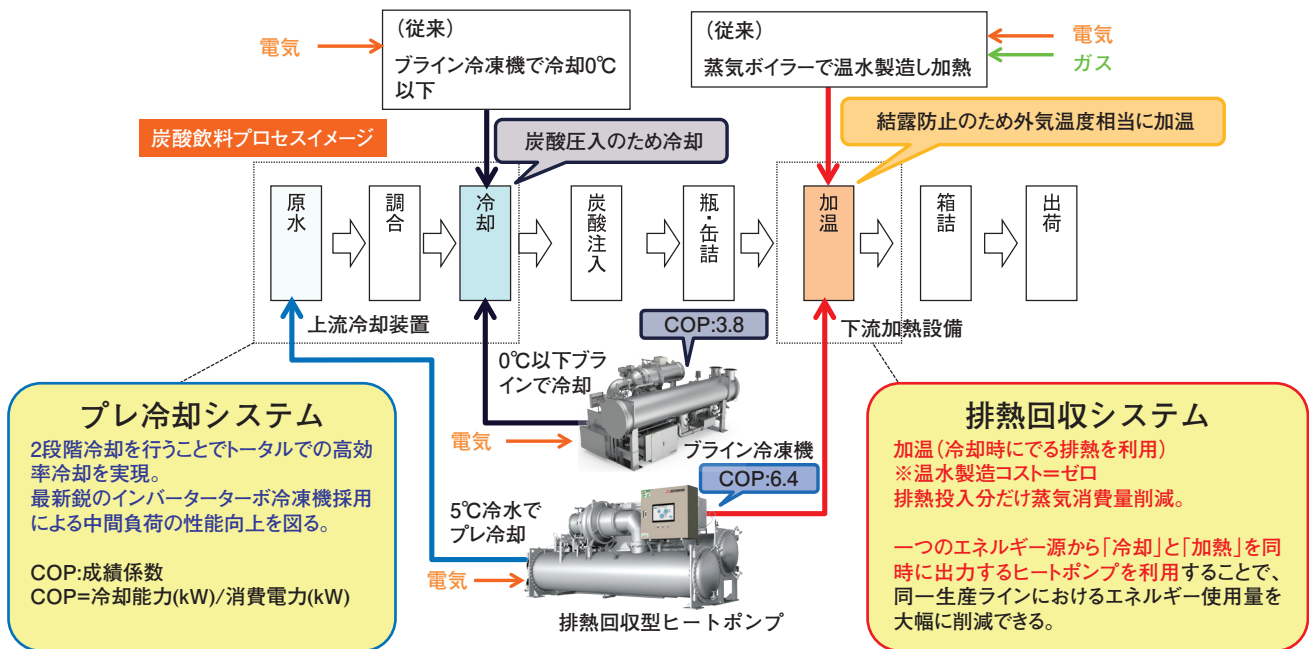 (従来)
ブライン冷凍機で冷却0℃
以下
電気
(従来)
蒸気ボイラーで温水製造し加熱
電気
ガス
炭酸飲料プロセスイメージ
炭酸圧入のため冷却
結露防止のため外気温度相当に加温
原水
調合
冷却
炭酸注入
瓶・缶詰
加温
箱詰
出荷
上流冷却装置
COP:3.8
下流加熱設備
0℃以下ブラ
インで冷却
電気
ブライン冷凍機
COP:6.4
5℃冷水で
プレ冷却
電気
排熱回収型ヒートポンプ
プレ冷却システム
2段階冷却を行うことでトータルでの高効
率冷却を実現。
最新鋭のインバーターターボ冷凍機採用
による中間負荷の性能向上を図る。
COP:成績係数
COP=冷却能力(kW)/消費電力(kW)
排熱回収システム
加温(冷却時にでる排熱を利用)
※温水製造コスト=ゼロ
排熱投入分だけ蒸気消費量削減。
一つのエネルギー源から「冷却」と「加熱」を同
時に出力するヒートポンプを利用することで、
同一生産ラインにおけるエネルギー使用量を
大幅に削減できる。